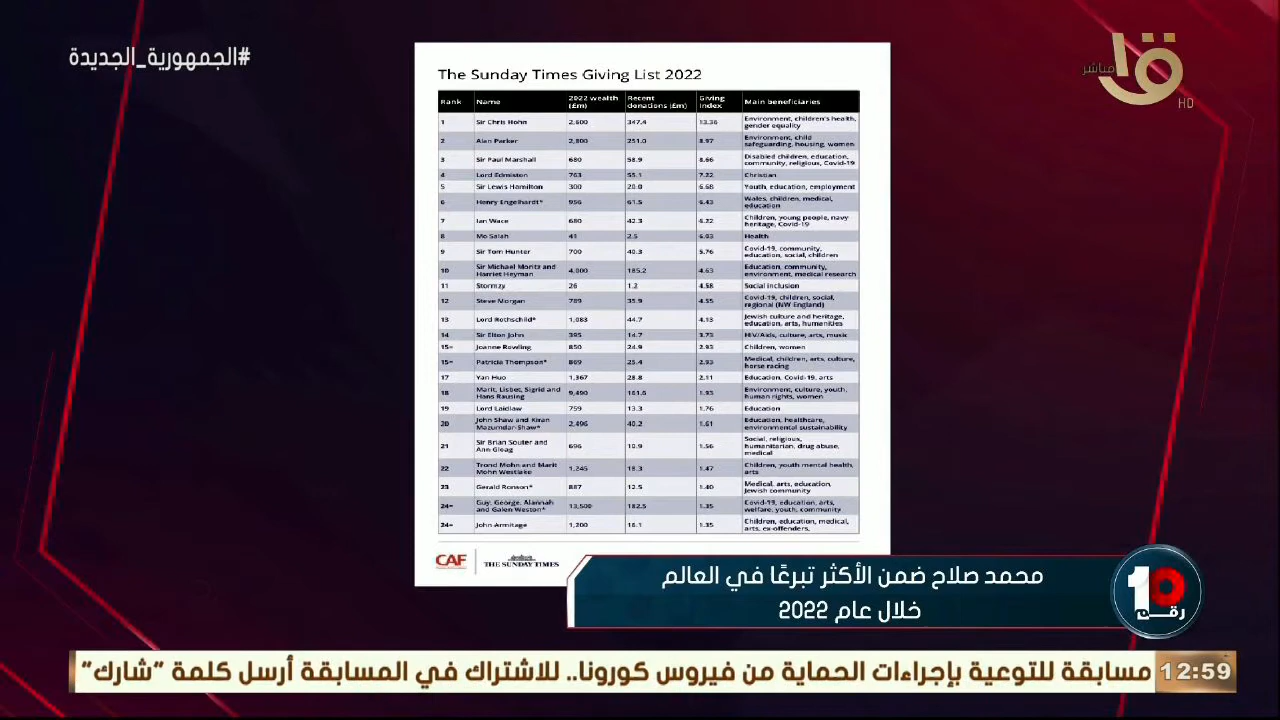 #الجمهورية_الجديدة
مباشر
HD
The Sunday Times Giving List 2022
Rank Name 2022 wealth (£m) Recent donations (£m) Giving index Main beneficiaries
1 Sir Chris Hohn 2,600 347.4 13.36 Environment, children's health, gender equality
2 Alan Parker 2,800 251.0 8.97 Environment, child safeguarding, housing, women
3 Sir Paul Marshall 680 58.9 8.66 Disabled children, education, community, religious, Covid-19
4 Lord Edmiston 763 55.1 7.22 Christian
5 Sir Lewis Hamilton 300 20.0 6.68 Youth, education, employment
6 Henry Engelhardt* 956 61.5 6.43 Wales, children, medical, education
7 Ian Wace 680 42.3 6.22 Children, young people, navy heritage, Covid-19
8 Mo Salah 41 2.5 6.03 Health
9 Sir Tom Hunter 700 40.3 5.76 Covid-19, community, education, social, children
10 Sir Michael Moritz and Harriet Heyman 4,000 185.2 4.63 Education, community, environment, medical research
11 Stormzy 26 1.2 4.58 Social inclusion
12 Steve Morgan 789 35.9 4.55 Covid-19, children, social, regional (NW England)
13 Lord Rothschild* 1,083 44.7 4.13 Jewish culture and heritage, education, arts, humanities
14 Sir Elton John 395 14.7 3.73 HIV/Aids, culture, arts, music
15= Joanne Rowling 850 24.9 2.93 Children, women
15= Patricia Thompson* 869 25.4 2.93 Medical, children, arts, culture, horse racing
17 Yan Huo 1,367 28.8 2.11 Education, Covid-19, arts
18 Marit, Lisbet, Sigrid and Hans Rausing 9,490 161.6 1.93 Environment, culture, youth, human rights, women
19 Lord Laidlaw 759 13.3 1.76 Education
20 John Shaw and Kiran Mazumdar-Shaw* 2,496 40.2 1.61 Education, healthcare, environmental sustainability
21 Sir Brian Souter and Ann Gloag 696 10.9 1.56 Social, religious, humanitarian, drug abuse, medical
22 Trond Mohn and Marit Mohn Westlake 1,245 18.3 1.47 Children, youth mental health, arts
23 Gerald Ronson* 887 12.5 1.40 Medical, arts, education, Jewish community
24= Guy, George, Alannah and Galen Weston* 13,500 182.5 1.35 Covid-19, education, arts, welfare, youth, community
24= John Armitage 1,200 16.1 1.35 Children, education, medical, arts, ex-offenders,
CAF THE SUNDAY TIMES
محمد صلاح ضمن الأكثر تبرعًا في العالم
خلال عام 2022
رقم 10
مسابقة للتوعية بإجراءات الحماية من فيروس كورونا.. للاشتراك في المسابقة أرسل كلمة "شارك"
12:59